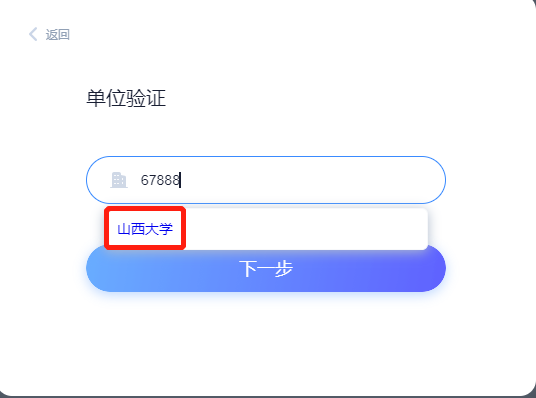 返回
单位验证
67888
山西大学
下一步